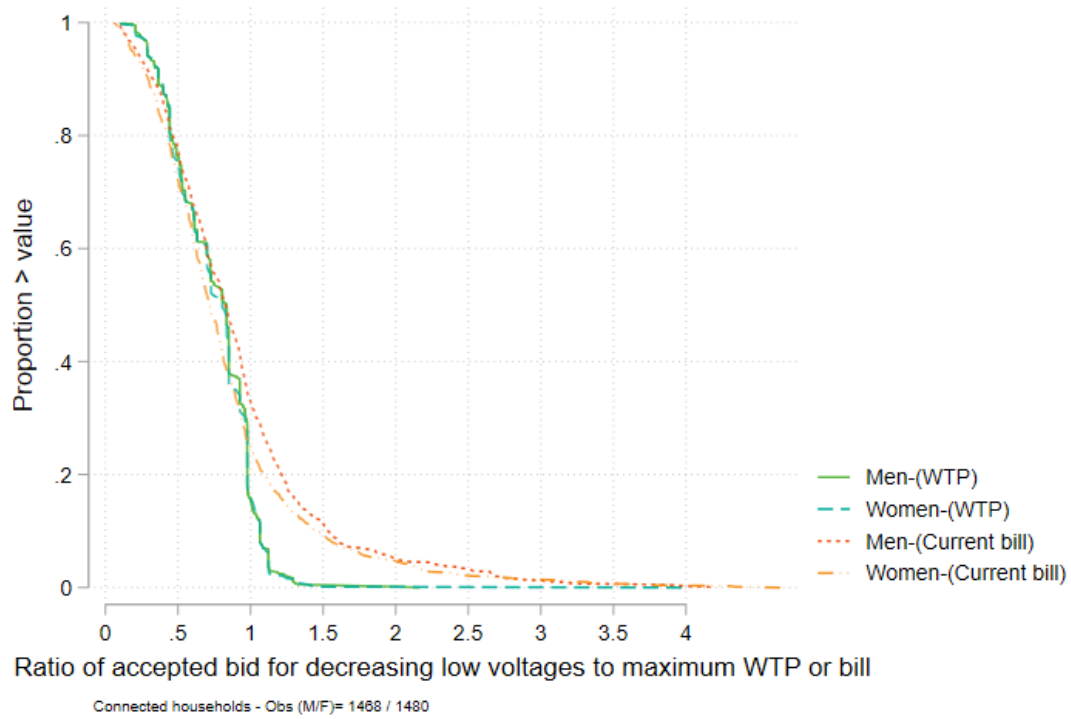 1
.8
.6
.4
.2
0
Proportion > value
0 .5 1 1.5 2 2.5 3 3.5 4
Ratio of accepted bid for decreasing low voltages to maximum WTP or bill
Men-(WTP)
Women-(WTP)
Men-(Current bill)
Women-(Current bill)
Connected households - Obs (M/F)= 1468 / 1480